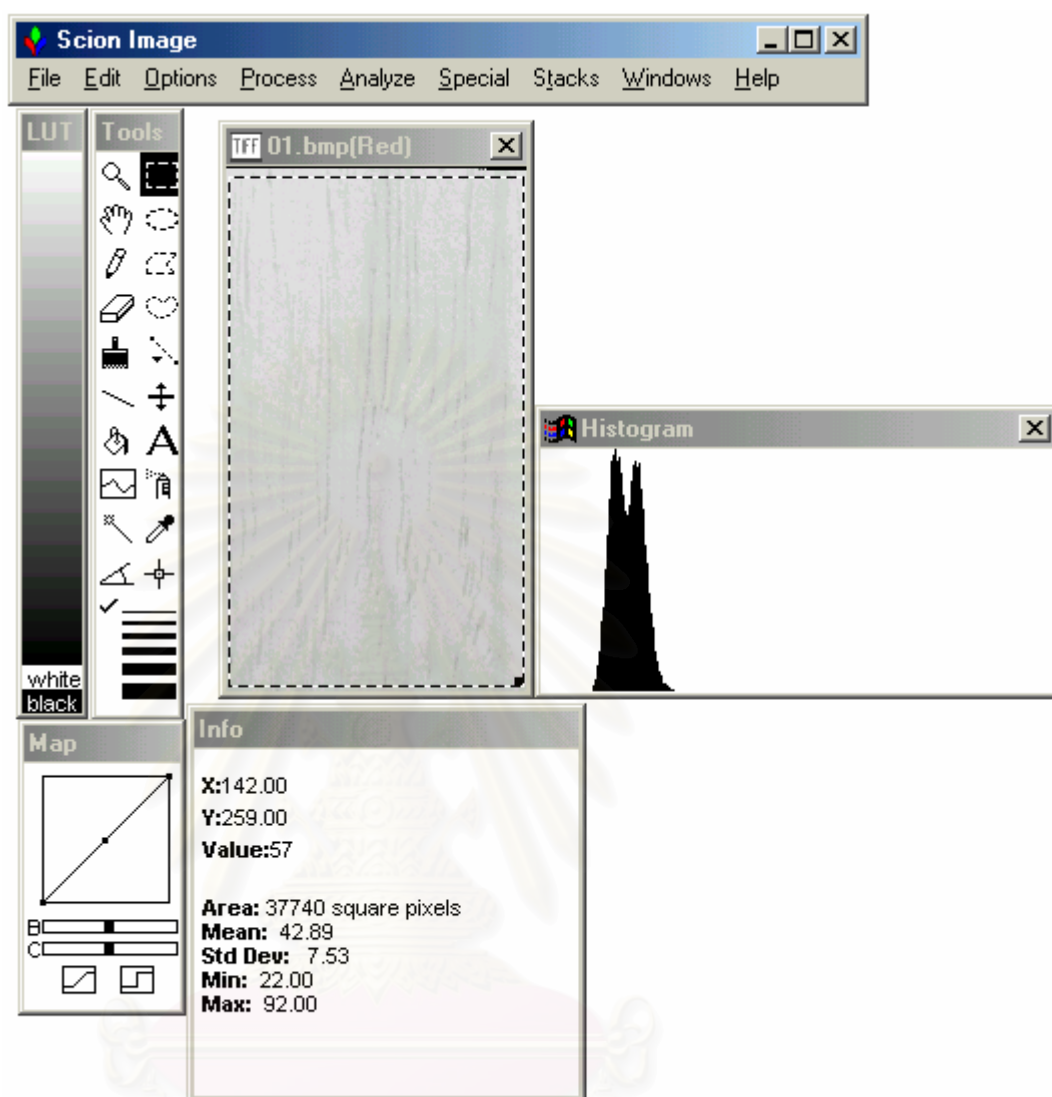 Scion Image
File Edit Options Process Analyze Special Stacks Windows Help
LUT
Tools
TFF 01.bmp(Red)
A
Histogram
white
black
Map
B
C
Info
X:142.00
Y:259.00
Value:57
Area: 37740 square pixels
Mean: 42.89
Std Dev: 7.53
Min: 22.00
Max: 92.00